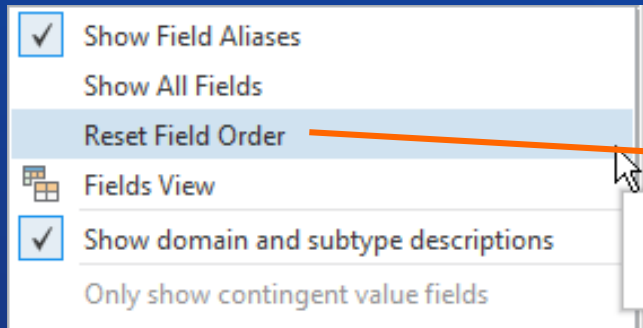 Show Field Aliases
Show All Fields
Reset Field Order
Fields View
Show domain and subtype descriptions
Only show contingent value fields